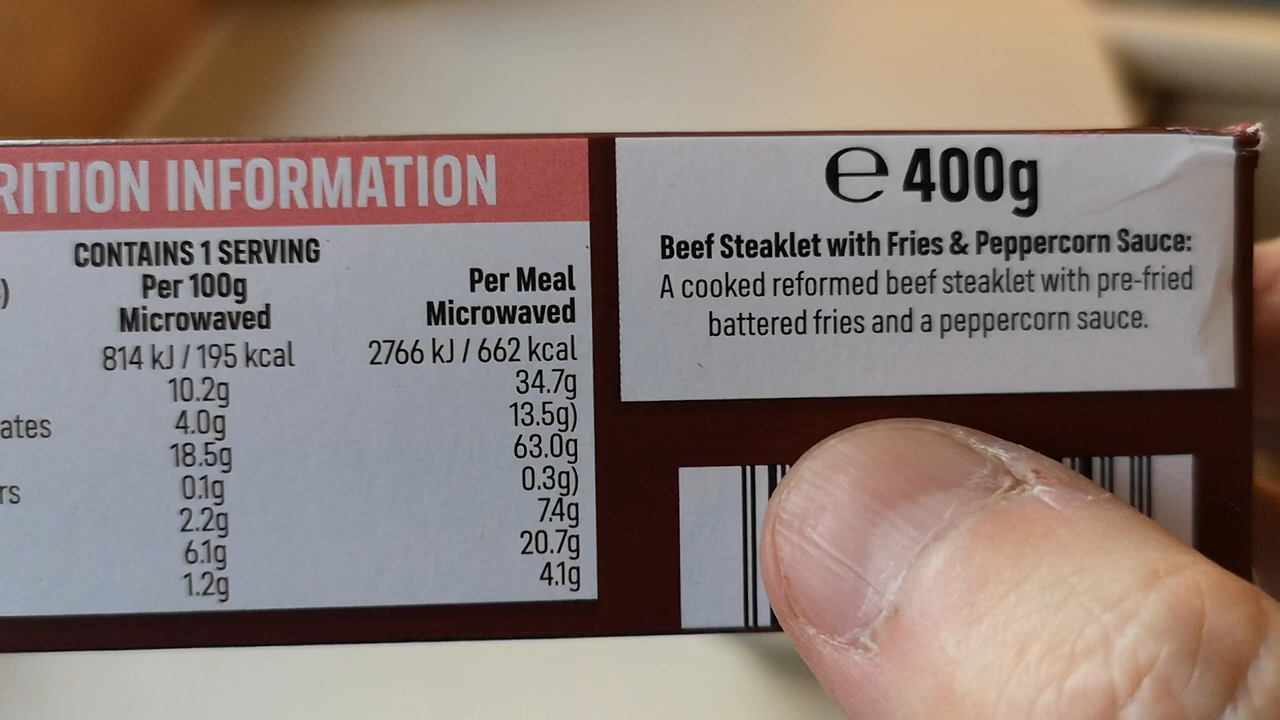 RITION INFORMATION
CONTAINS 1 SERVING
Per 100g
Microwaved
Per Meal
Microwaved
814 kJ / 195 kcal 2766 kJ / 662 kcal
10.2g 34.7g
ates 4.0g 13.5g)
18.5g 63.0g
rs 0.1g 0.3g)
2.2g 7.4g
6.1g 20.7g
1.2g 4.1g
)
e 400g
Beef Steaklet with Fries & Peppercorn Sauce:
A cooked reformed beef steaklet with pre-fried
battered fries and a peppercorn sauce.